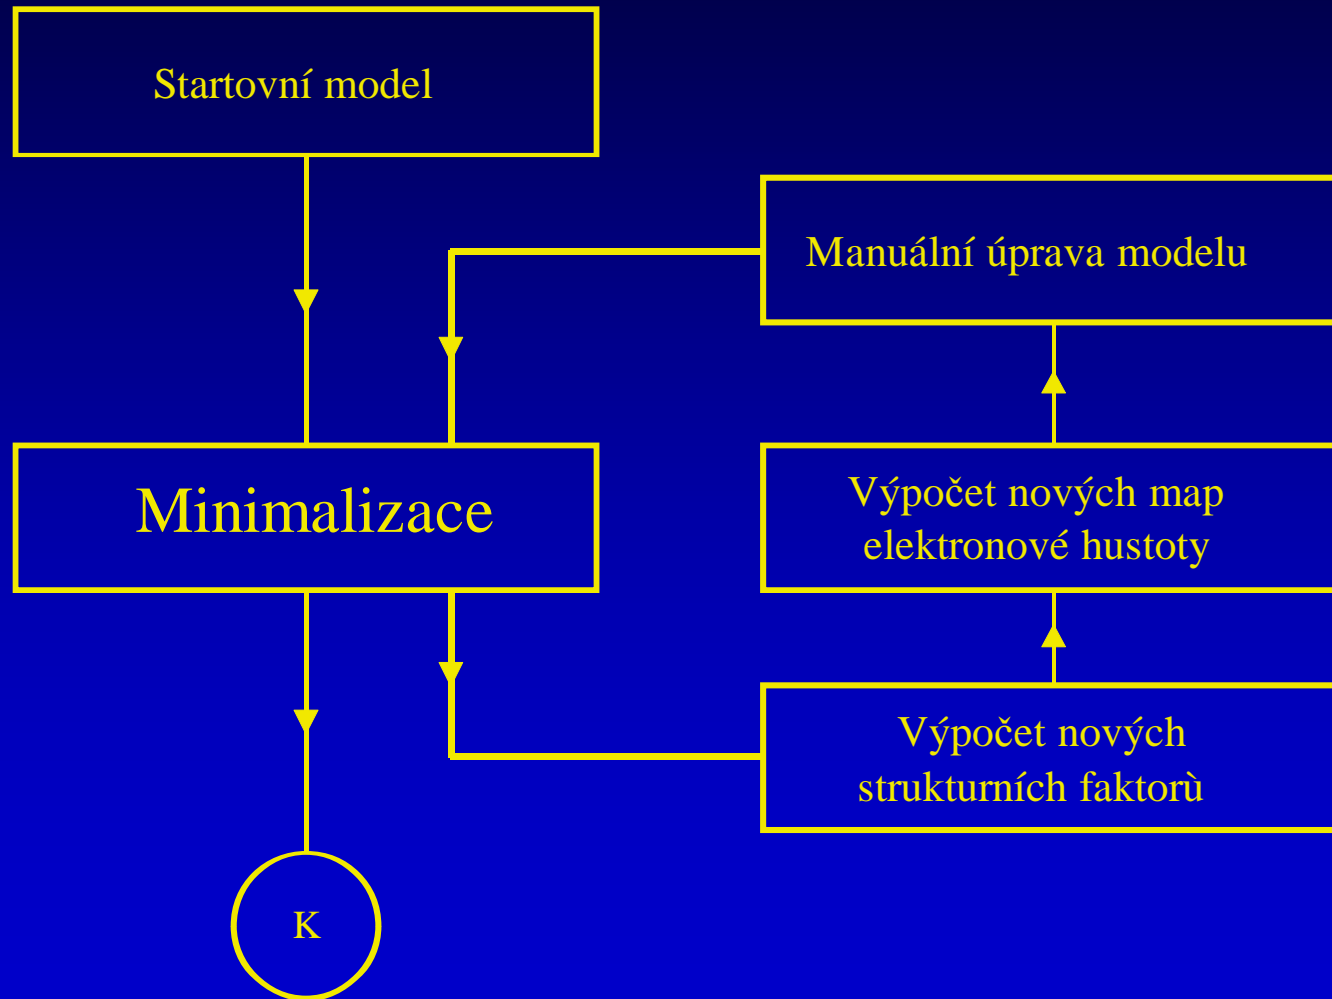 Startovní model
Manuální úprava modelu
Minimalizace
Výpočet nových map
elektronové hustoty
Výpočet nových
strukturních faktorù
K